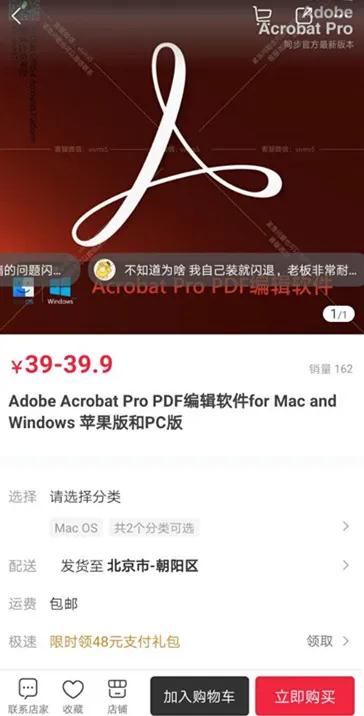 Adobe
Acrobat Pro
同步官方最新版本
客服微信：vivms5
的问题闪...
不知道为啥 我自己装就闪退，老板非常耐...
Windows
Acrobat Pro PDF编辑软件
1/1
¥39-39.9
销量 162
Adobe Acrobat Pro PDF编辑软件for Mac and
Windows 苹果版和PC版
选择 请选择分类
Mac OS 共2个分类可选
配送 发货至 北京市-朝阳区
运费 包邮
极速 限时领48元支付礼包 领取
联系店家 收藏 店铺 加入购物车 立即购买